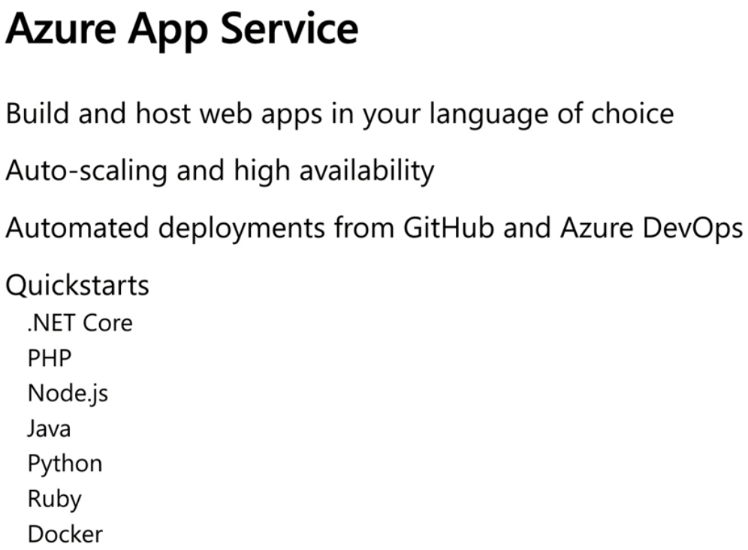 Azure App Service
Build and host web apps in your language of choice
Auto-scaling and high availability
Automated deployments from GitHub and Azure DevOps
Quickstarts
.NET Core
PHP
Node.js
Java
Python
Ruby
Docker